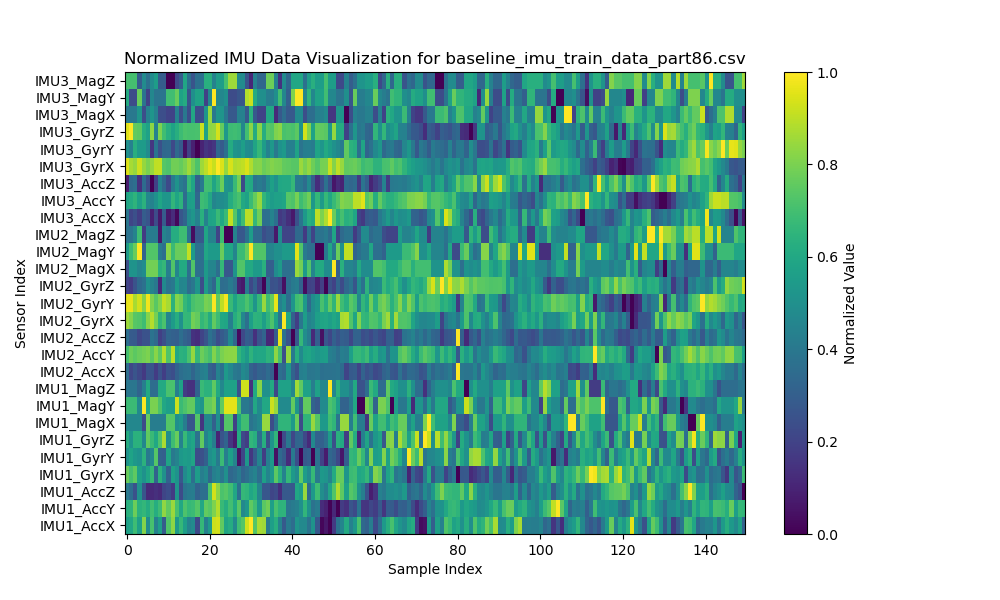 Normalized IMU Data Visualization for baseline_imu_train_data_part86.csv
IMU3_MagZ
IMU3_MagY
IMU3_MagX
IMU3_GyrZ
IMU3_GyrY
IMU3_GyrX
IMU3_AccZ
IMU3_AccY
IMU3_AccX
IMU2_MagZ
IMU2_MagY
IMU2_MagX
IMU2_GyrZ
IMU2_GyrY
IMU2_GyrX
IMU2_AccZ
IMU2_AccY
IMU2_AccX
IMU1_MagZ
IMU1_MagY
IMU1_MagX
IMU1_GyrZ
IMU1_GyrY
IMU1_GyrX
IMU1_AccZ
IMU1_AccY
IMU1_AccX
Sensor Index
0 20 40 60 80 100 120 140
Sample Index
1.0
0.8
0.6
0.4
0.2
0.0
Normalized Value